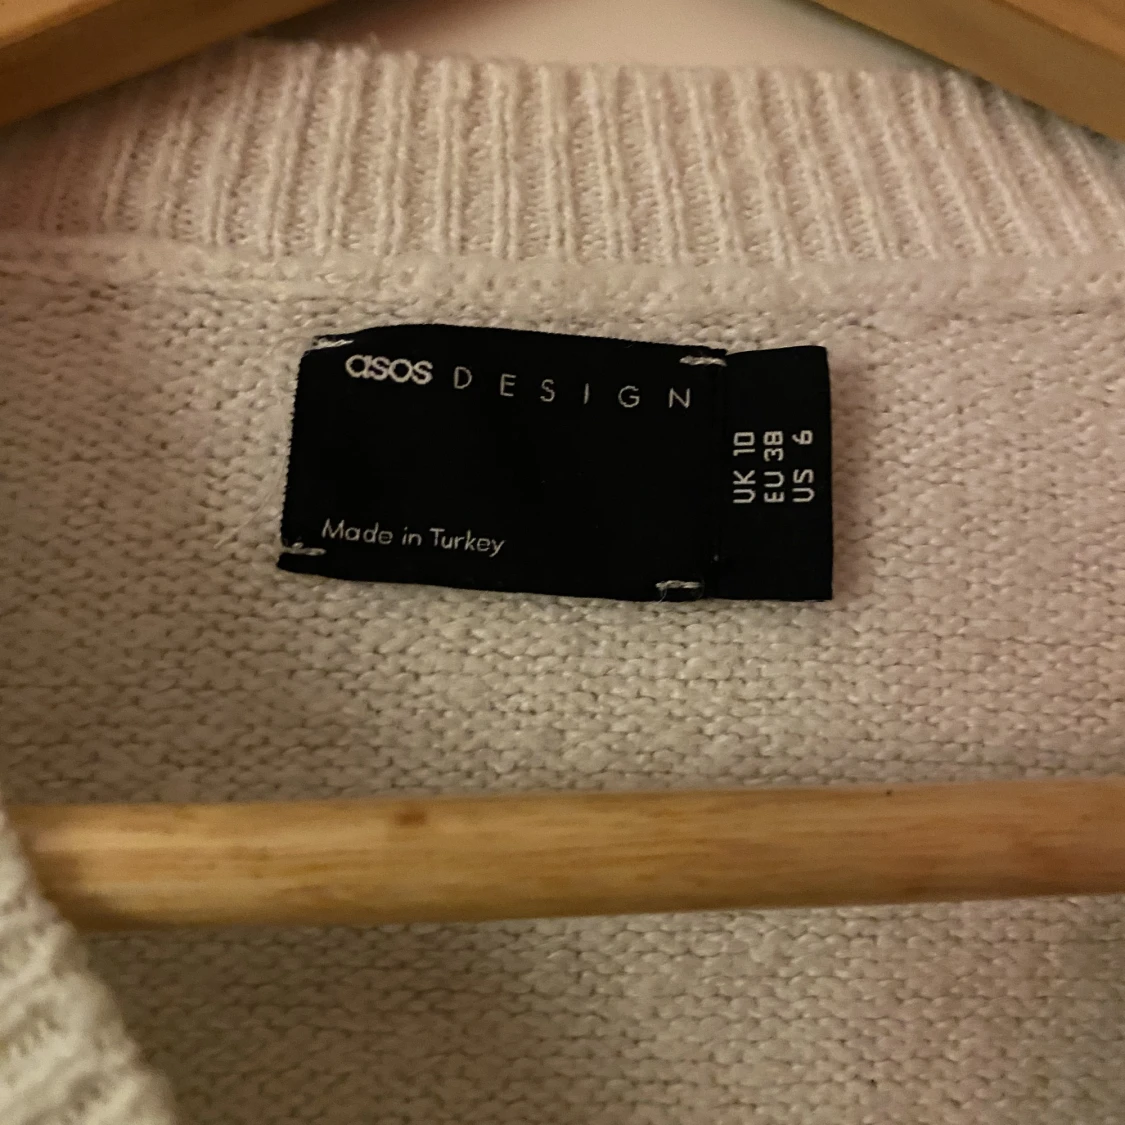 asos DESIGN
Made in Turkey
UK 10
EU 38
US 6